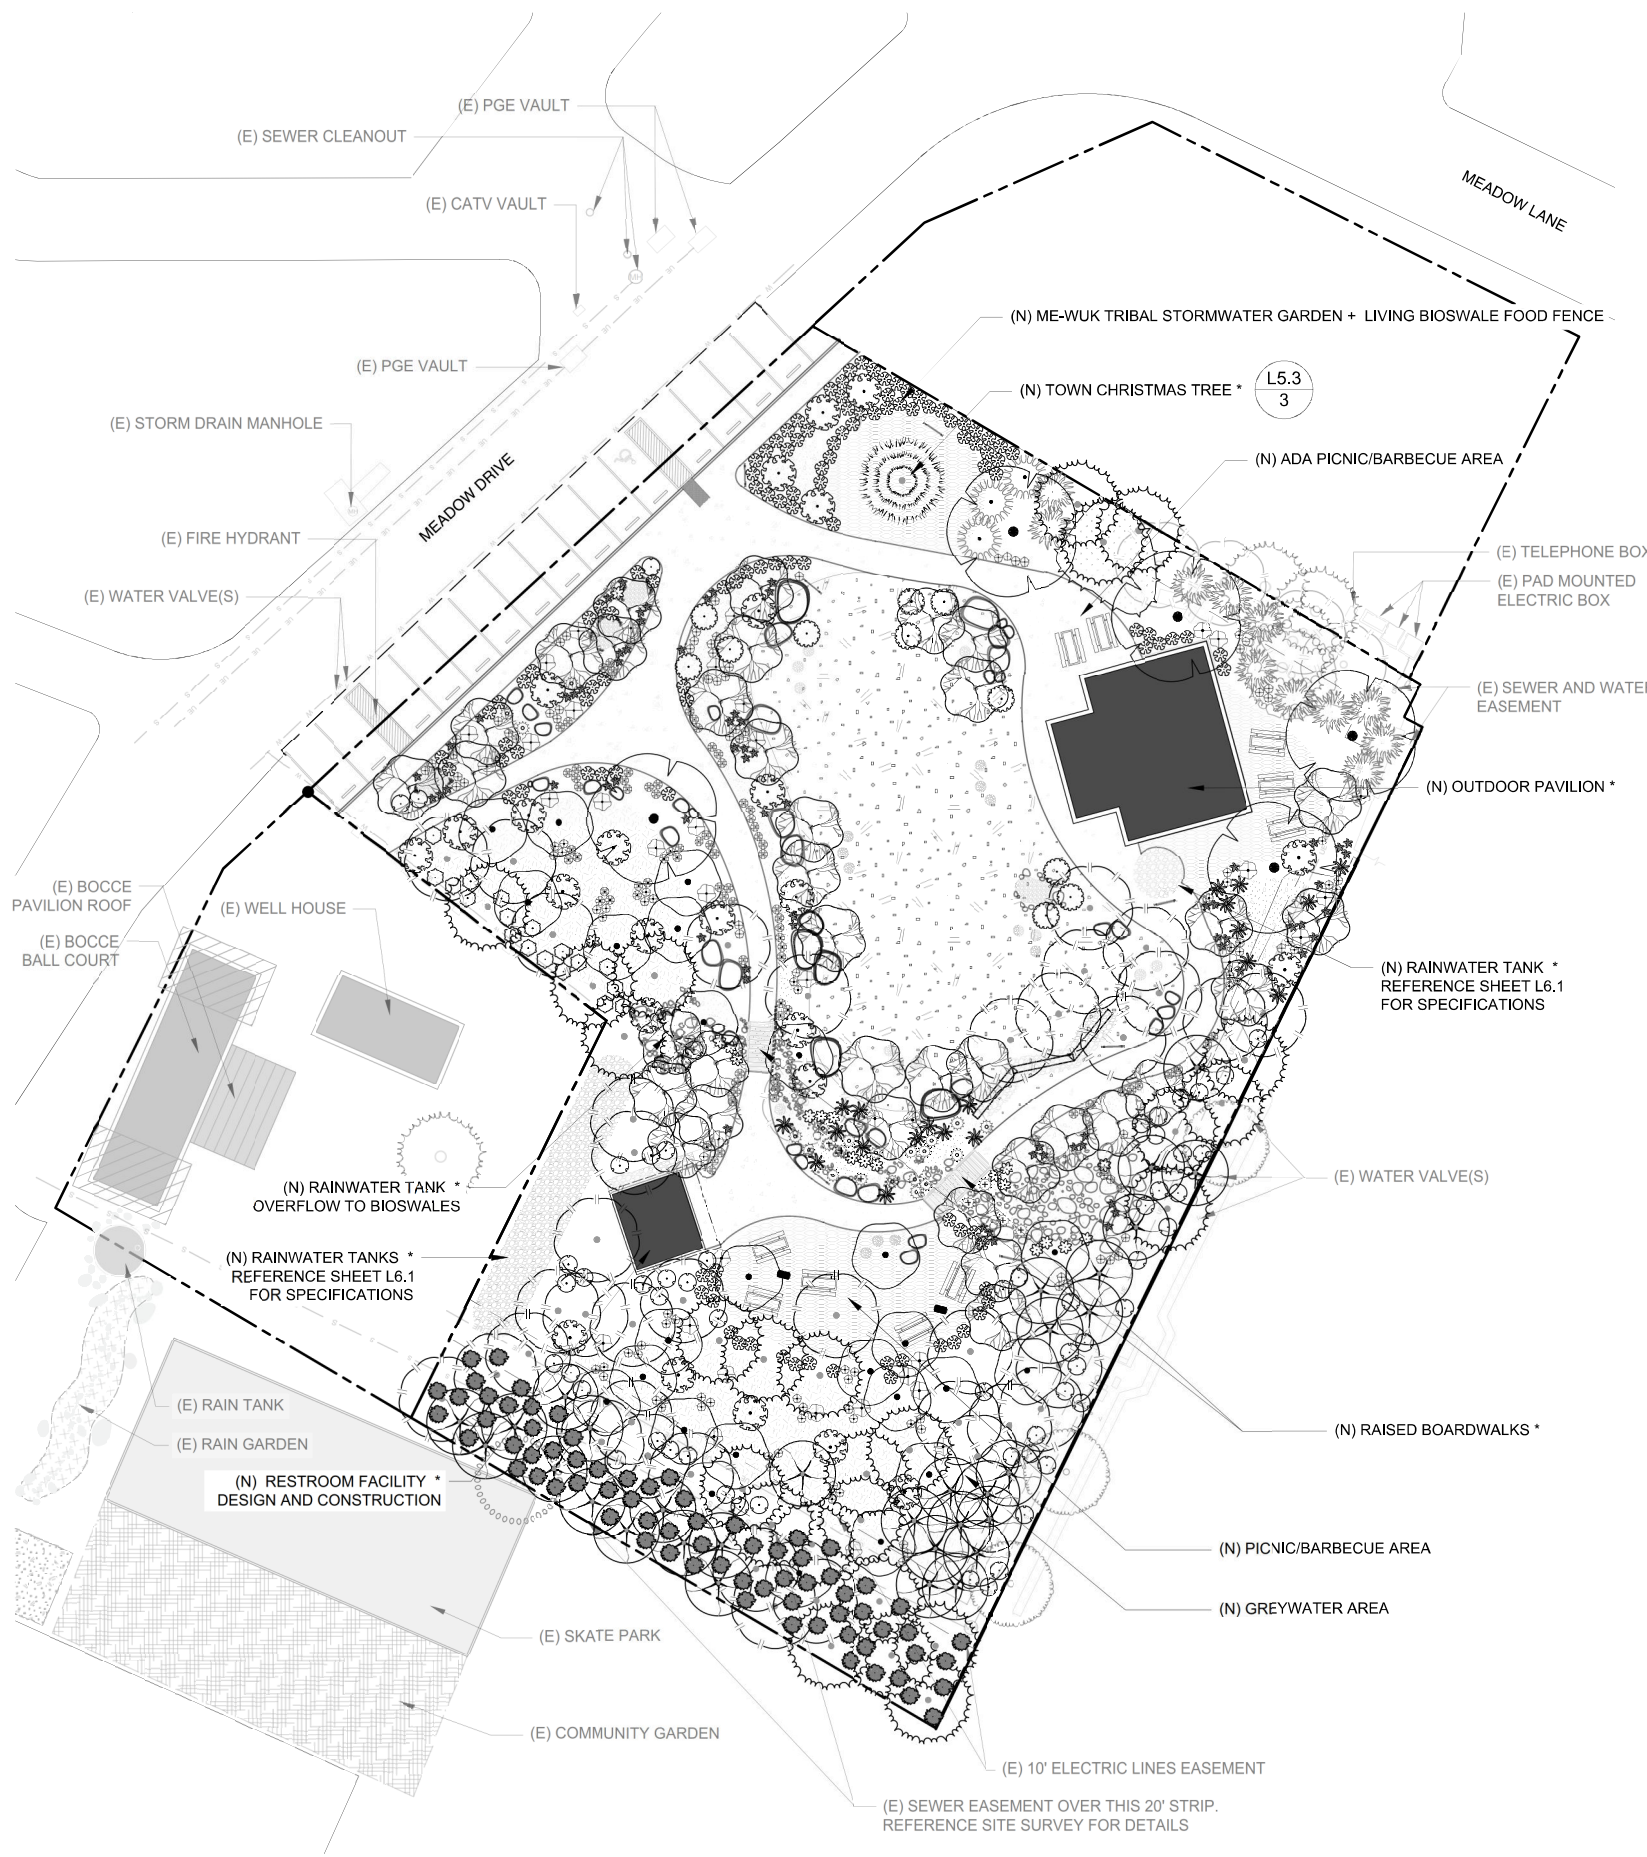 (E) PGE VAULT
(E) SEWER CLEANOUT
(E) CATV VAULT
MEADOW LANE
(N) ME-WUK TRIBAL STORMWATER GARDEN + LIVING BIOSWALE FOOD FENCE
(E) PGE VAULT
(N) TOWN CHRISTMAS TREE *
L5.3
3
(E) STORM DRAIN MANHOLE
MEADOW DRIVE
(N) ADA PICNIC/BARBECUE AREA
(E) FIRE HYDRANT
(E) TELEPHONE BOX
(E) PAD MOUNTED
ELECTRIC BOX
(E) WATER VALVE(S)
(E) SEWER AND WATER
EASEMENT
(N) OUTDOOR PAVILION *
(E) BOCCE
PAVILION ROOF
(E) WELL HOUSE
(E) BOCCE
BALL COURT
(N) RAINWATER TANK *
REFERENCE SHEET L6.1
FOR SPECIFICATIONS
(E) WATER VALVE(S)
(N) RAINWATER TANK *
OVERFLOW TO BIOSWALES
(N) RAINWATER TANKS *
REFERENCE SHEET L6.1
FOR SPECIFICATIONS
(E) RAIN TANK
(E) RAIN GARDEN
(N) RAISED BOARDWALKS *
(N) RESTROOM FACILITY *
DESIGN AND CONSTRUCTION
(N) PICNIC/BARBECUE AREA
(N) GREYWATER AREA
(E) SKATE PARK
(E) COMMUNITY GARDEN
(E) 10' ELECTRIC LINES EASEMENT
(E) SEWER EASEMENT OVER THIS 20' STRIP.
REFERENCE SITE SURVEY FOR DETAILS